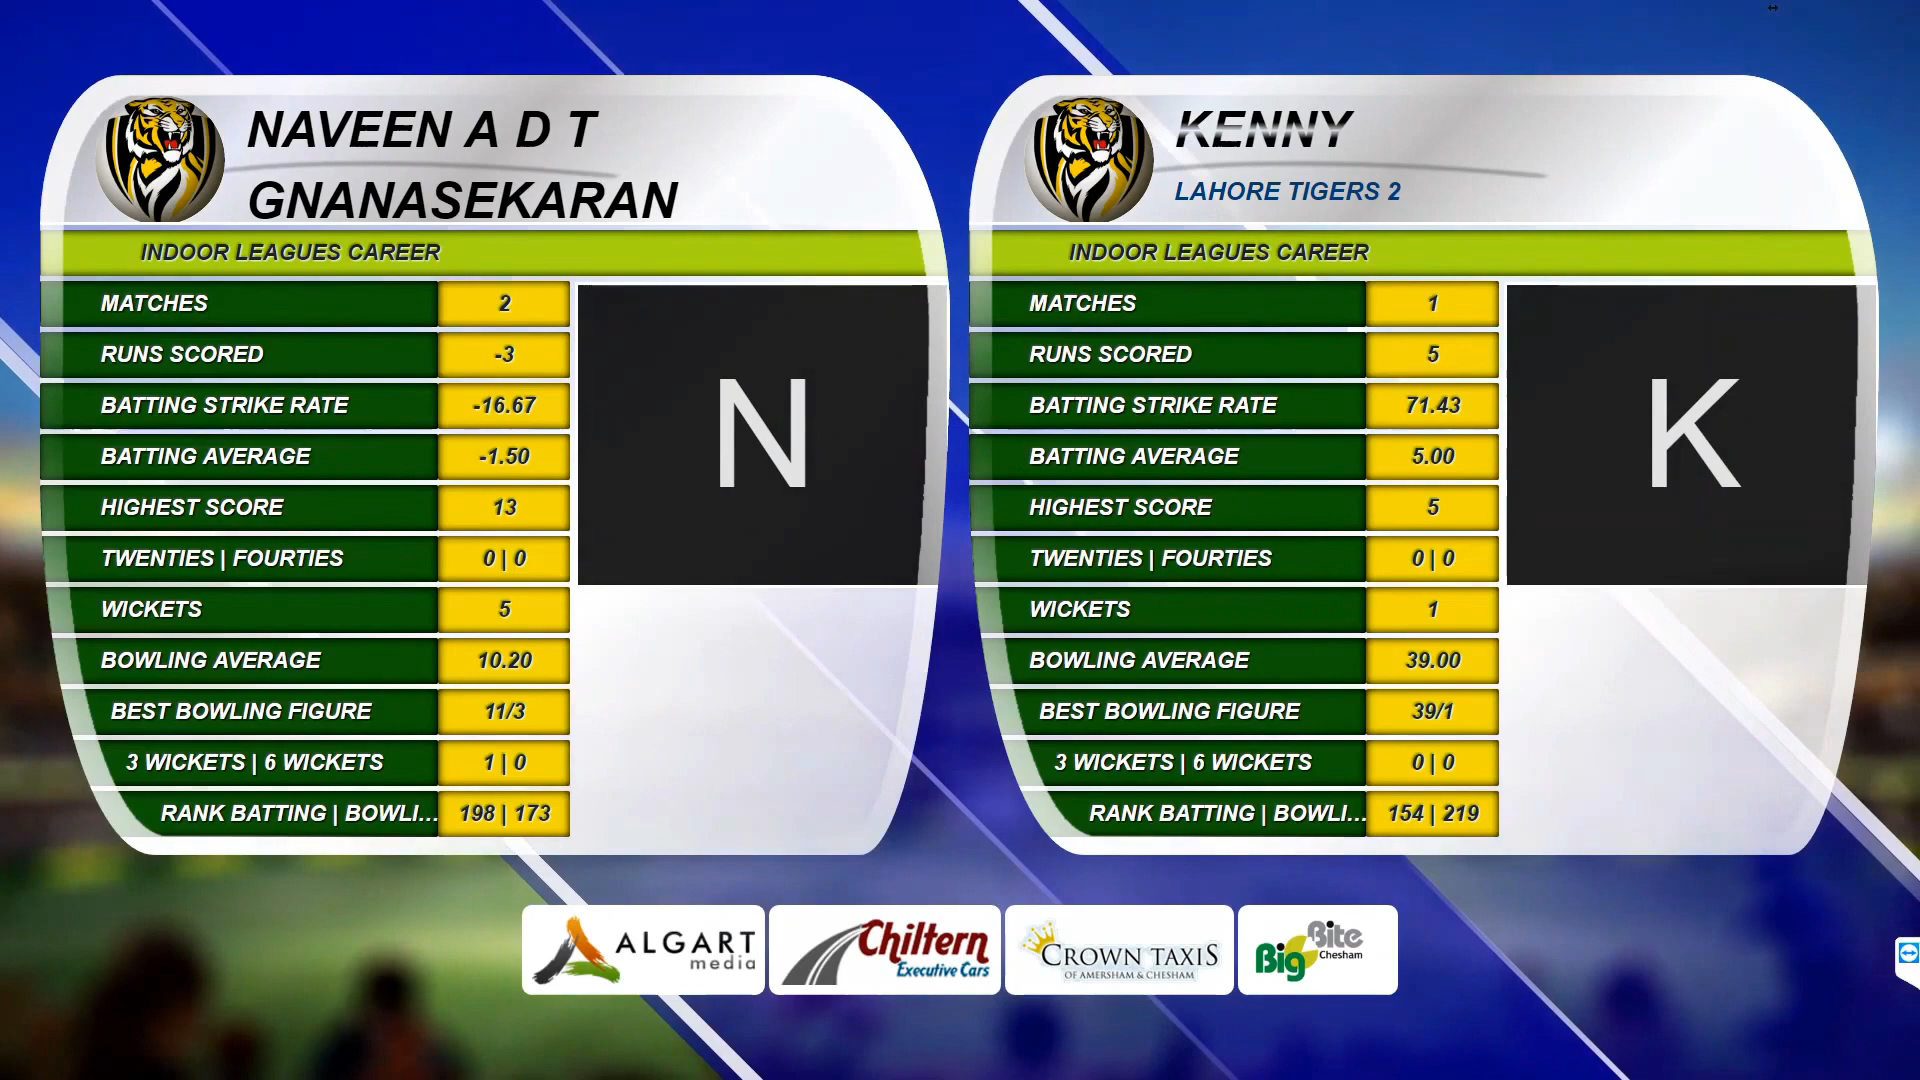 NAVEEN A D T
GNANASEKARAN
INDOOR LEAGUES CAREER
MATCHES 2
RUNS SCORED -3
BATTING STRIKE RATE -16.67
BATTING AVERAGE -1.50
HIGHEST SCORE 13
TWENTIES | FOURTIES 0 | 0
WICKETS 5
BOWLING AVERAGE 10.20
BEST BOWLING FIGURE 11/3
3 WICKETS | 6 WICKETS 1 | 0
RANK BATTING | BOWLI... 198 | 173
N
KENNY
LAHORE TIGERS 2
INDOOR LEAGUES CAREER
MATCHES 1
RUNS SCORED 5
BATTING STRIKE RATE 71.43
BATTING AVERAGE 5.00
HIGHEST SCORE 5
TWENTIES | FOURTIES 0 | 0
WICKETS 1
BOWLING AVERAGE 39.00
BEST BOWLING FIGURE 39/1
3 WICKETS | 6 WICKETS 0 | 0
RANK BATTING | BOWLI... 154 | 219
K
ALGART
media
Chiltern
Executive Cars
CROWN TAXIS
OF AMERSHAM & CHESHAM
Big Bite
Chesham